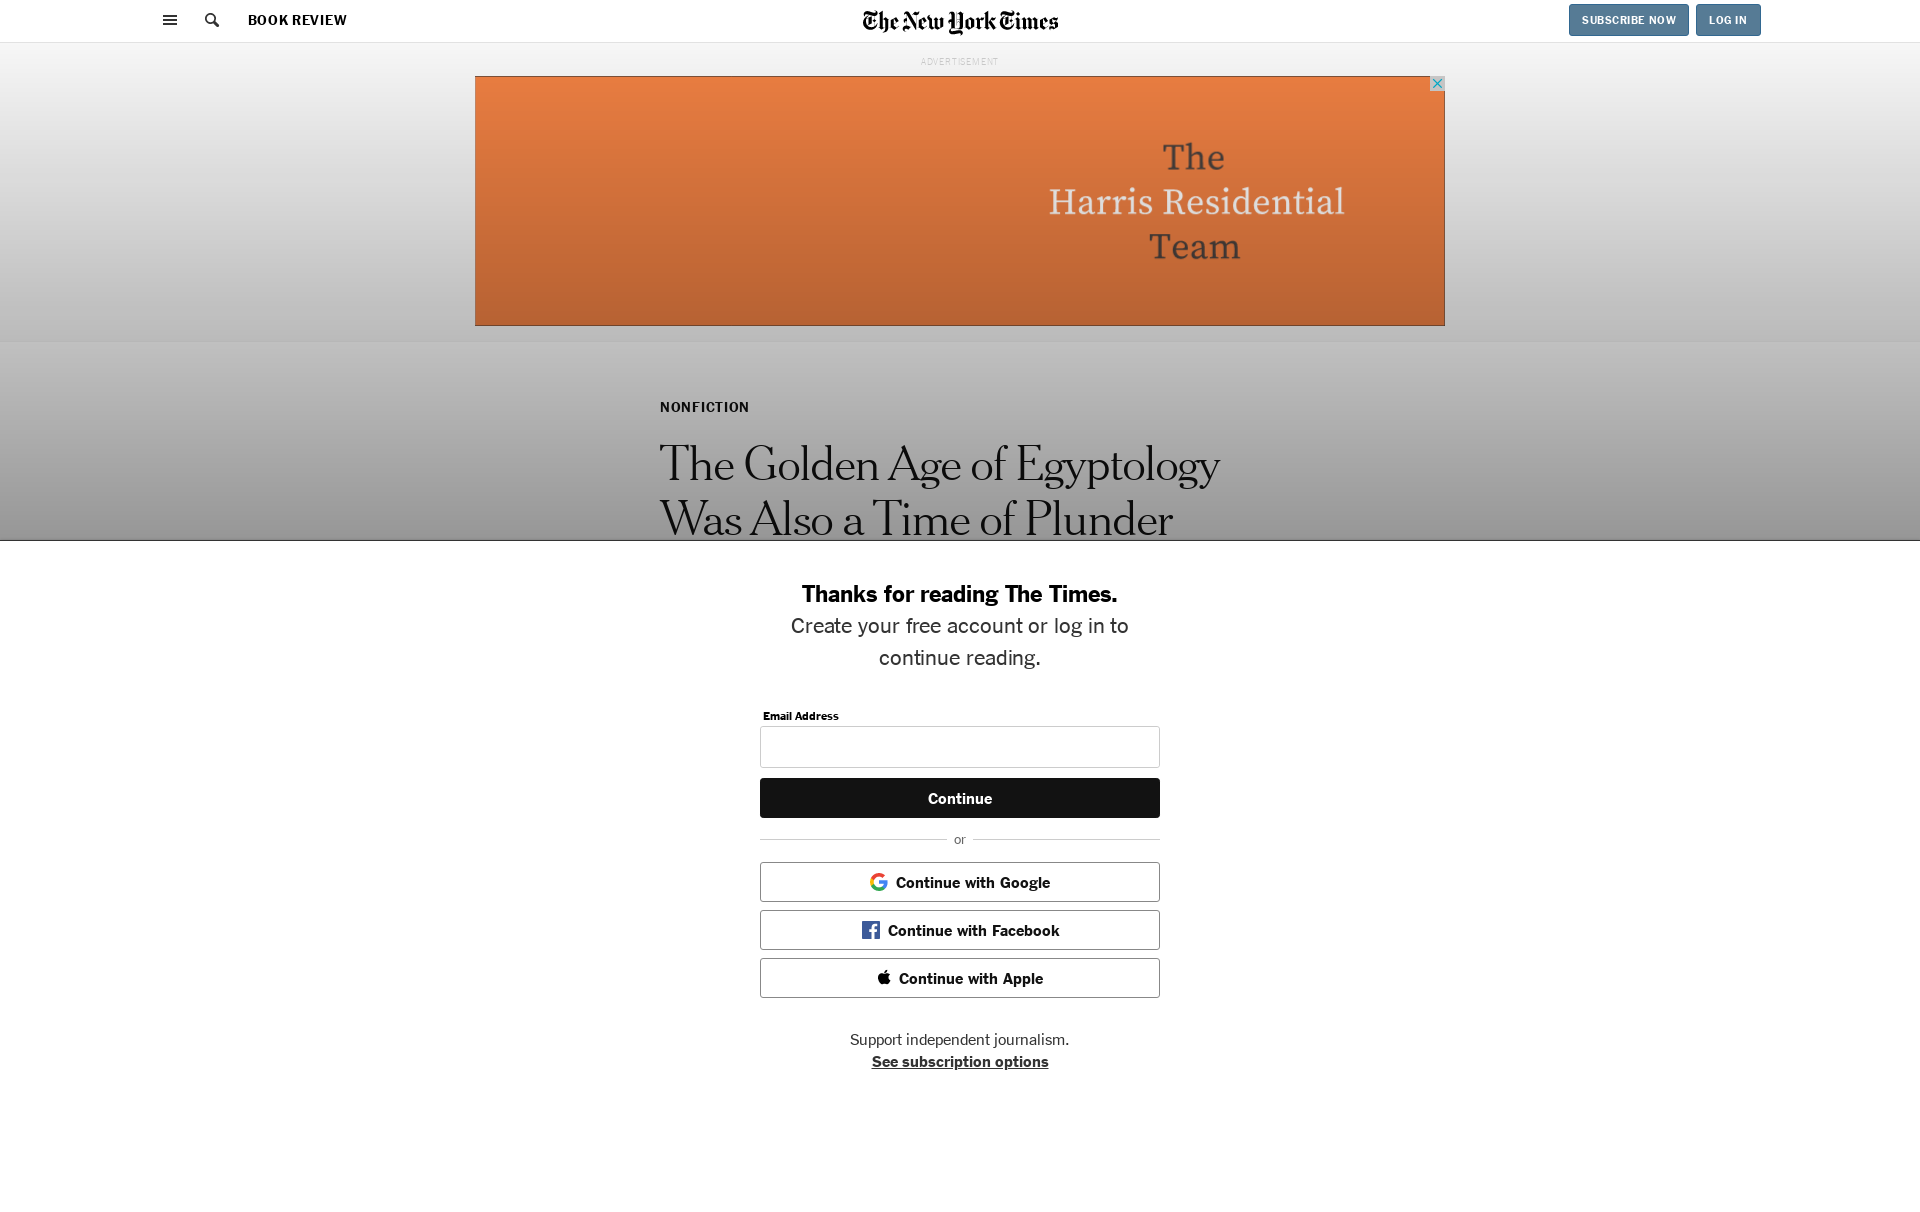 BOOK REVIEW
The New York Times
SUBSCRIBE NOW
LOG IN
ADVERTISEMENT
The
Harris Residential
Team
NONFICTION
The Golden Age of Egyptology
Was Also a Time of Plunder
Thanks for reading The Times.
Create your free account or log in to
continue reading.
Email Address
Continue
or
Continue with Google
Continue with Facebook
Continue with Apple
Support independent journalism.
See subscription options